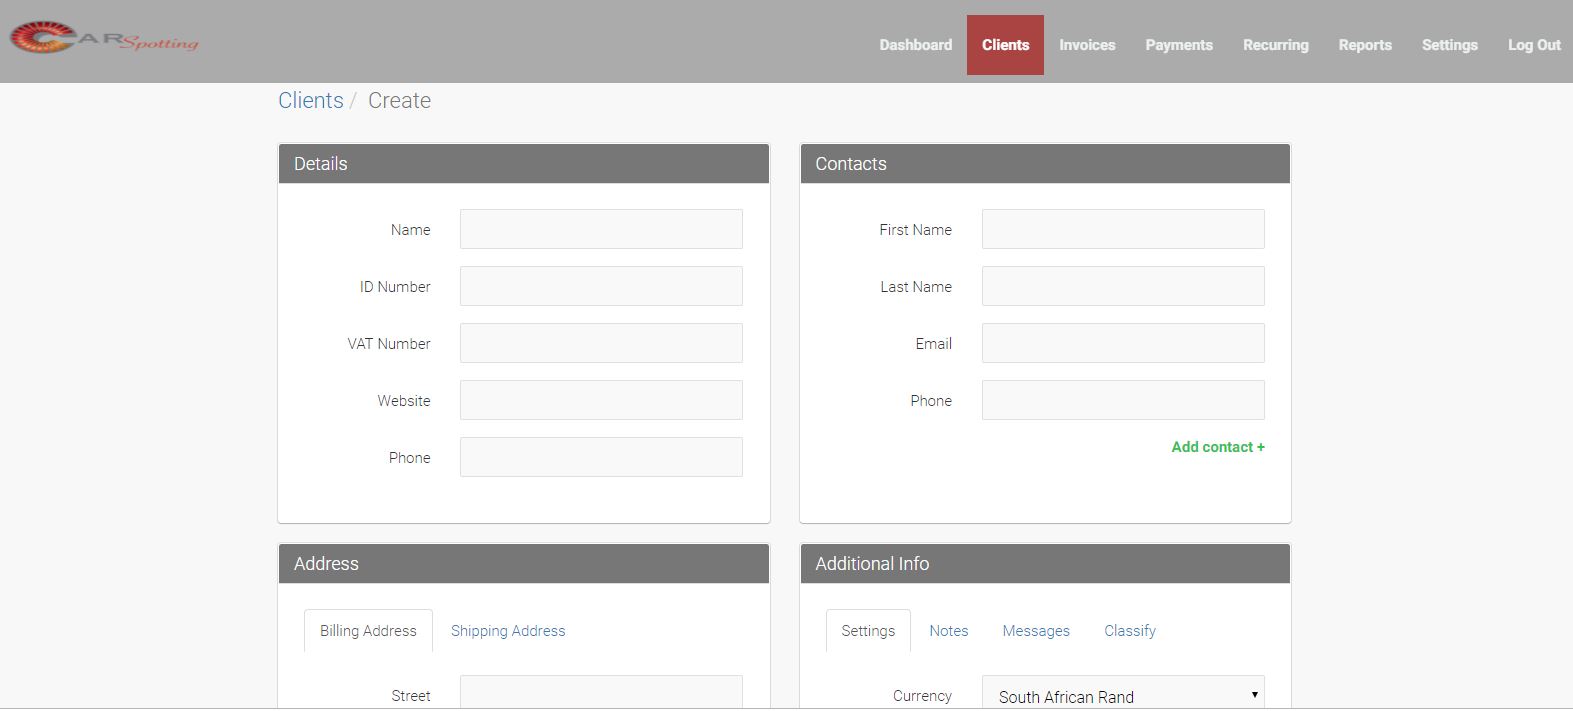 CAR Spotting
Dashboard Clients Invoices Payments Recurring Reports Settings Log Out
Clients / Create
Details
Name
ID Number
VAT Number
Website
Phone
Contacts
First Name
Last Name
Email
Phone
Add contact +
Address
Billing Address Shipping Address
Street
Additional Info
Settings Notes Messages Classify
Currency South African Rand